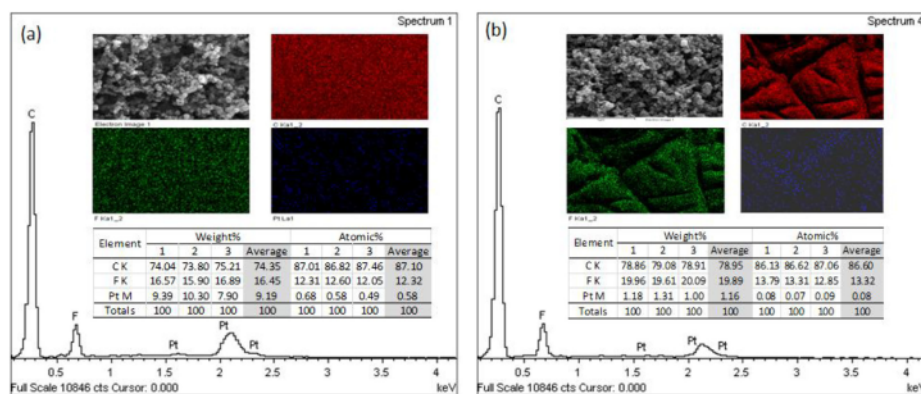 Spectrum 1
(a)
C
Electron Image 1
C Ka1_2
F Ka1_2
Pt La1
Element Weight% Atomic%
1 2 3 Average 1 2 3 Average
C K 74.04 73.80 75.21 74.35 87.01 86.82 87.46 87.10
F K 16.57 15.90 16.89 16.45 12.31 12.60 12.05 12.32
Pt M 9.39 10.30 7.90 9.19 0.68 0.58 0.49 0.58
Totals 100 100 100 100 100 100 100 100
F
Pt
Pt
Pt
0.5 1 1.5 2 2.5 3 3.5 4
Full Scale 10846 cts Cursor: 0.000 keV
Spectrum 4
(b)
C
C Ka1_2
F Ka1_2
Element Weight% Atomic%
1 2 3 Average 1 2 3 Average
C K 78.86 79.08 78.91 78.95 86.13 86.62 87.06 86.60
F K 19.96 19.61 20.09 19.89 13.79 13.31 12.85 13.32
Pt M 1.18 1.31 1.00 1.16 0.08 0.07 0.09 0.08
Totals 100 100 100 100 100 100 100 100
F
Pt
Pt
Pt
0.5 1 1.5 2 2.5 3 3.5 4
Full Scale 10846 cts Cursor: 0.000 keV